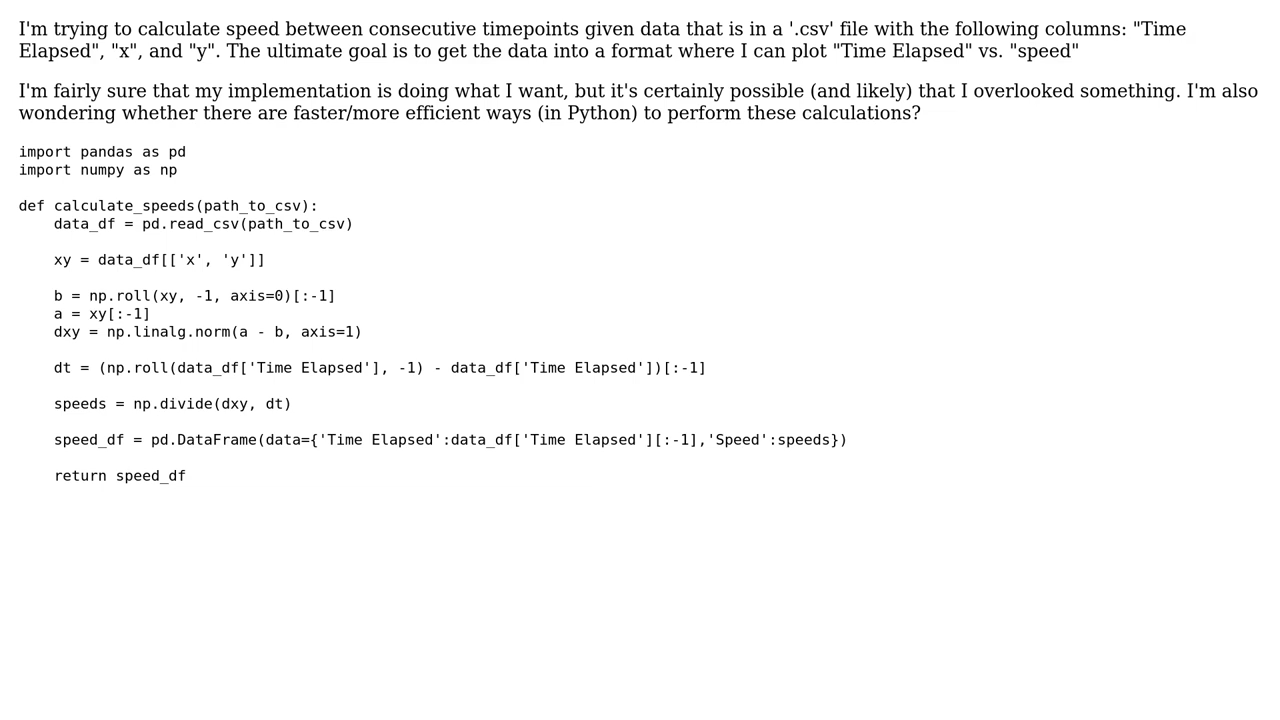 I'm trying to calculate speed between consecutive timepoints given data that is in a '.csv' file with the following columns: "Time
Elapsed", "x", and "y". The ultimate goal is to get the data into a format where I can plot "Time Elapsed" vs. "speed"
I'm fairly sure that my implementation is doing what I want, but it's certainly possible (and likely) that I overlooked something. I'm also
wondering whether there are faster/more efficient ways (in Python) to perform these calculations?
import pandas as pd
import numpy as np
def calculate_speeds(path_to_csv):
    data_df = pd.read_csv(path_to_csv)
    xy = data_df[['x', 'y']]
    b = np.roll(xy, -1, axis=0)[:-1]
    a = xy[:-1]
    dxy = np.linalg.norm(a - b, axis=1)
    dt = (np.roll(data_df['Time Elapsed'], -1) - data_df['Time Elapsed'])[:-1]
    speeds = np.divide(dxy, dt)
    speed_df = pd.DataFrame(data={'Time Elapsed':data_df['Time Elapsed'][:-1],'Speed':speeds})
    return speed_df